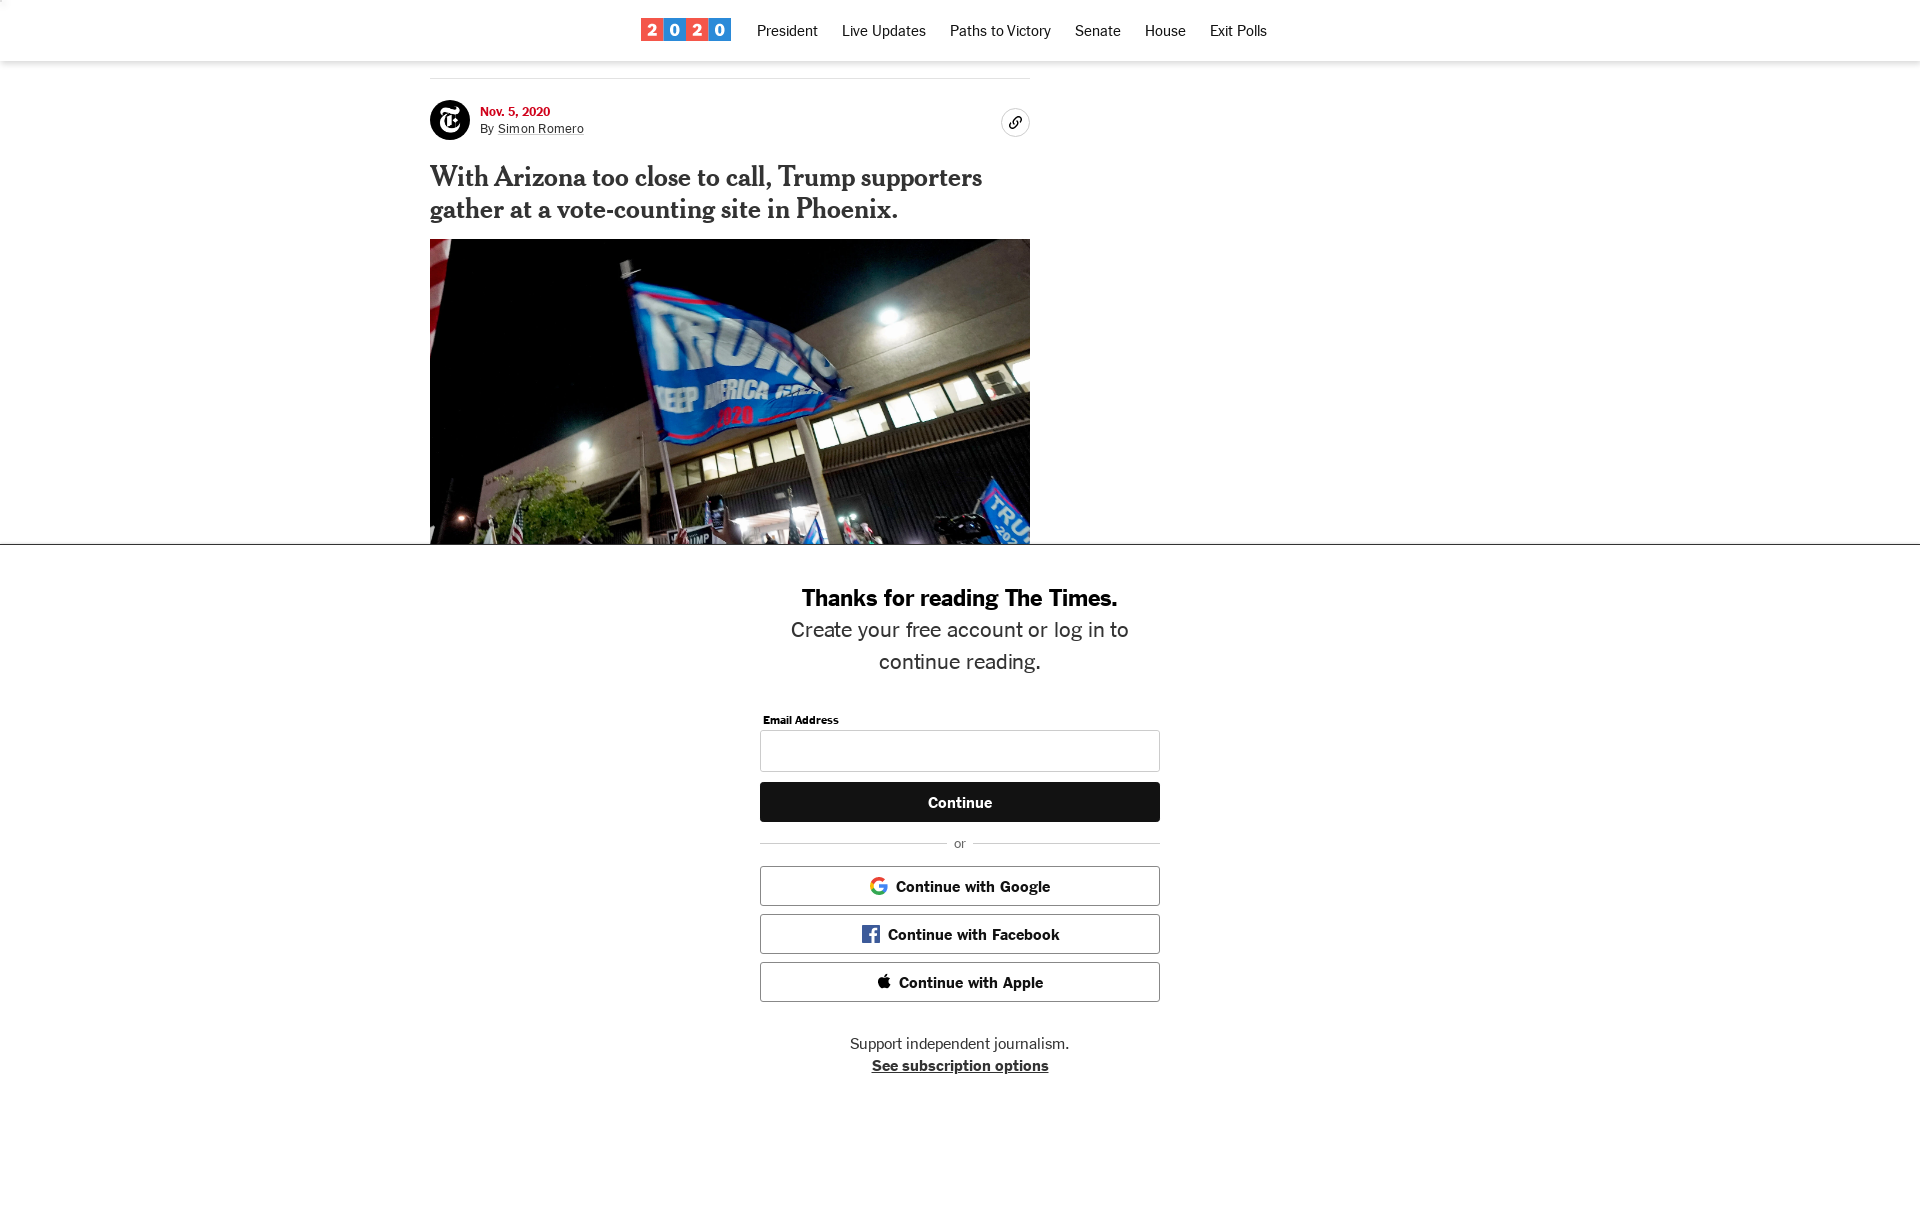 2020 President Live Updates Paths to Victory Senate House Exit Polls
Nov. 5, 2020
By Simon Romero
With Arizona too close to call, Trump supporters
gather at a vote-counting site in Phoenix.
TRUMP
KEEP AMERICA
2020
TRUMP
TRU
-202
Thanks for reading The Times.
Create your free account or log in to
continue reading.
Email Address
Continue
or
Continue with Google
Continue with Facebook
Continue with Apple
Support independent journalism.
See subscription options